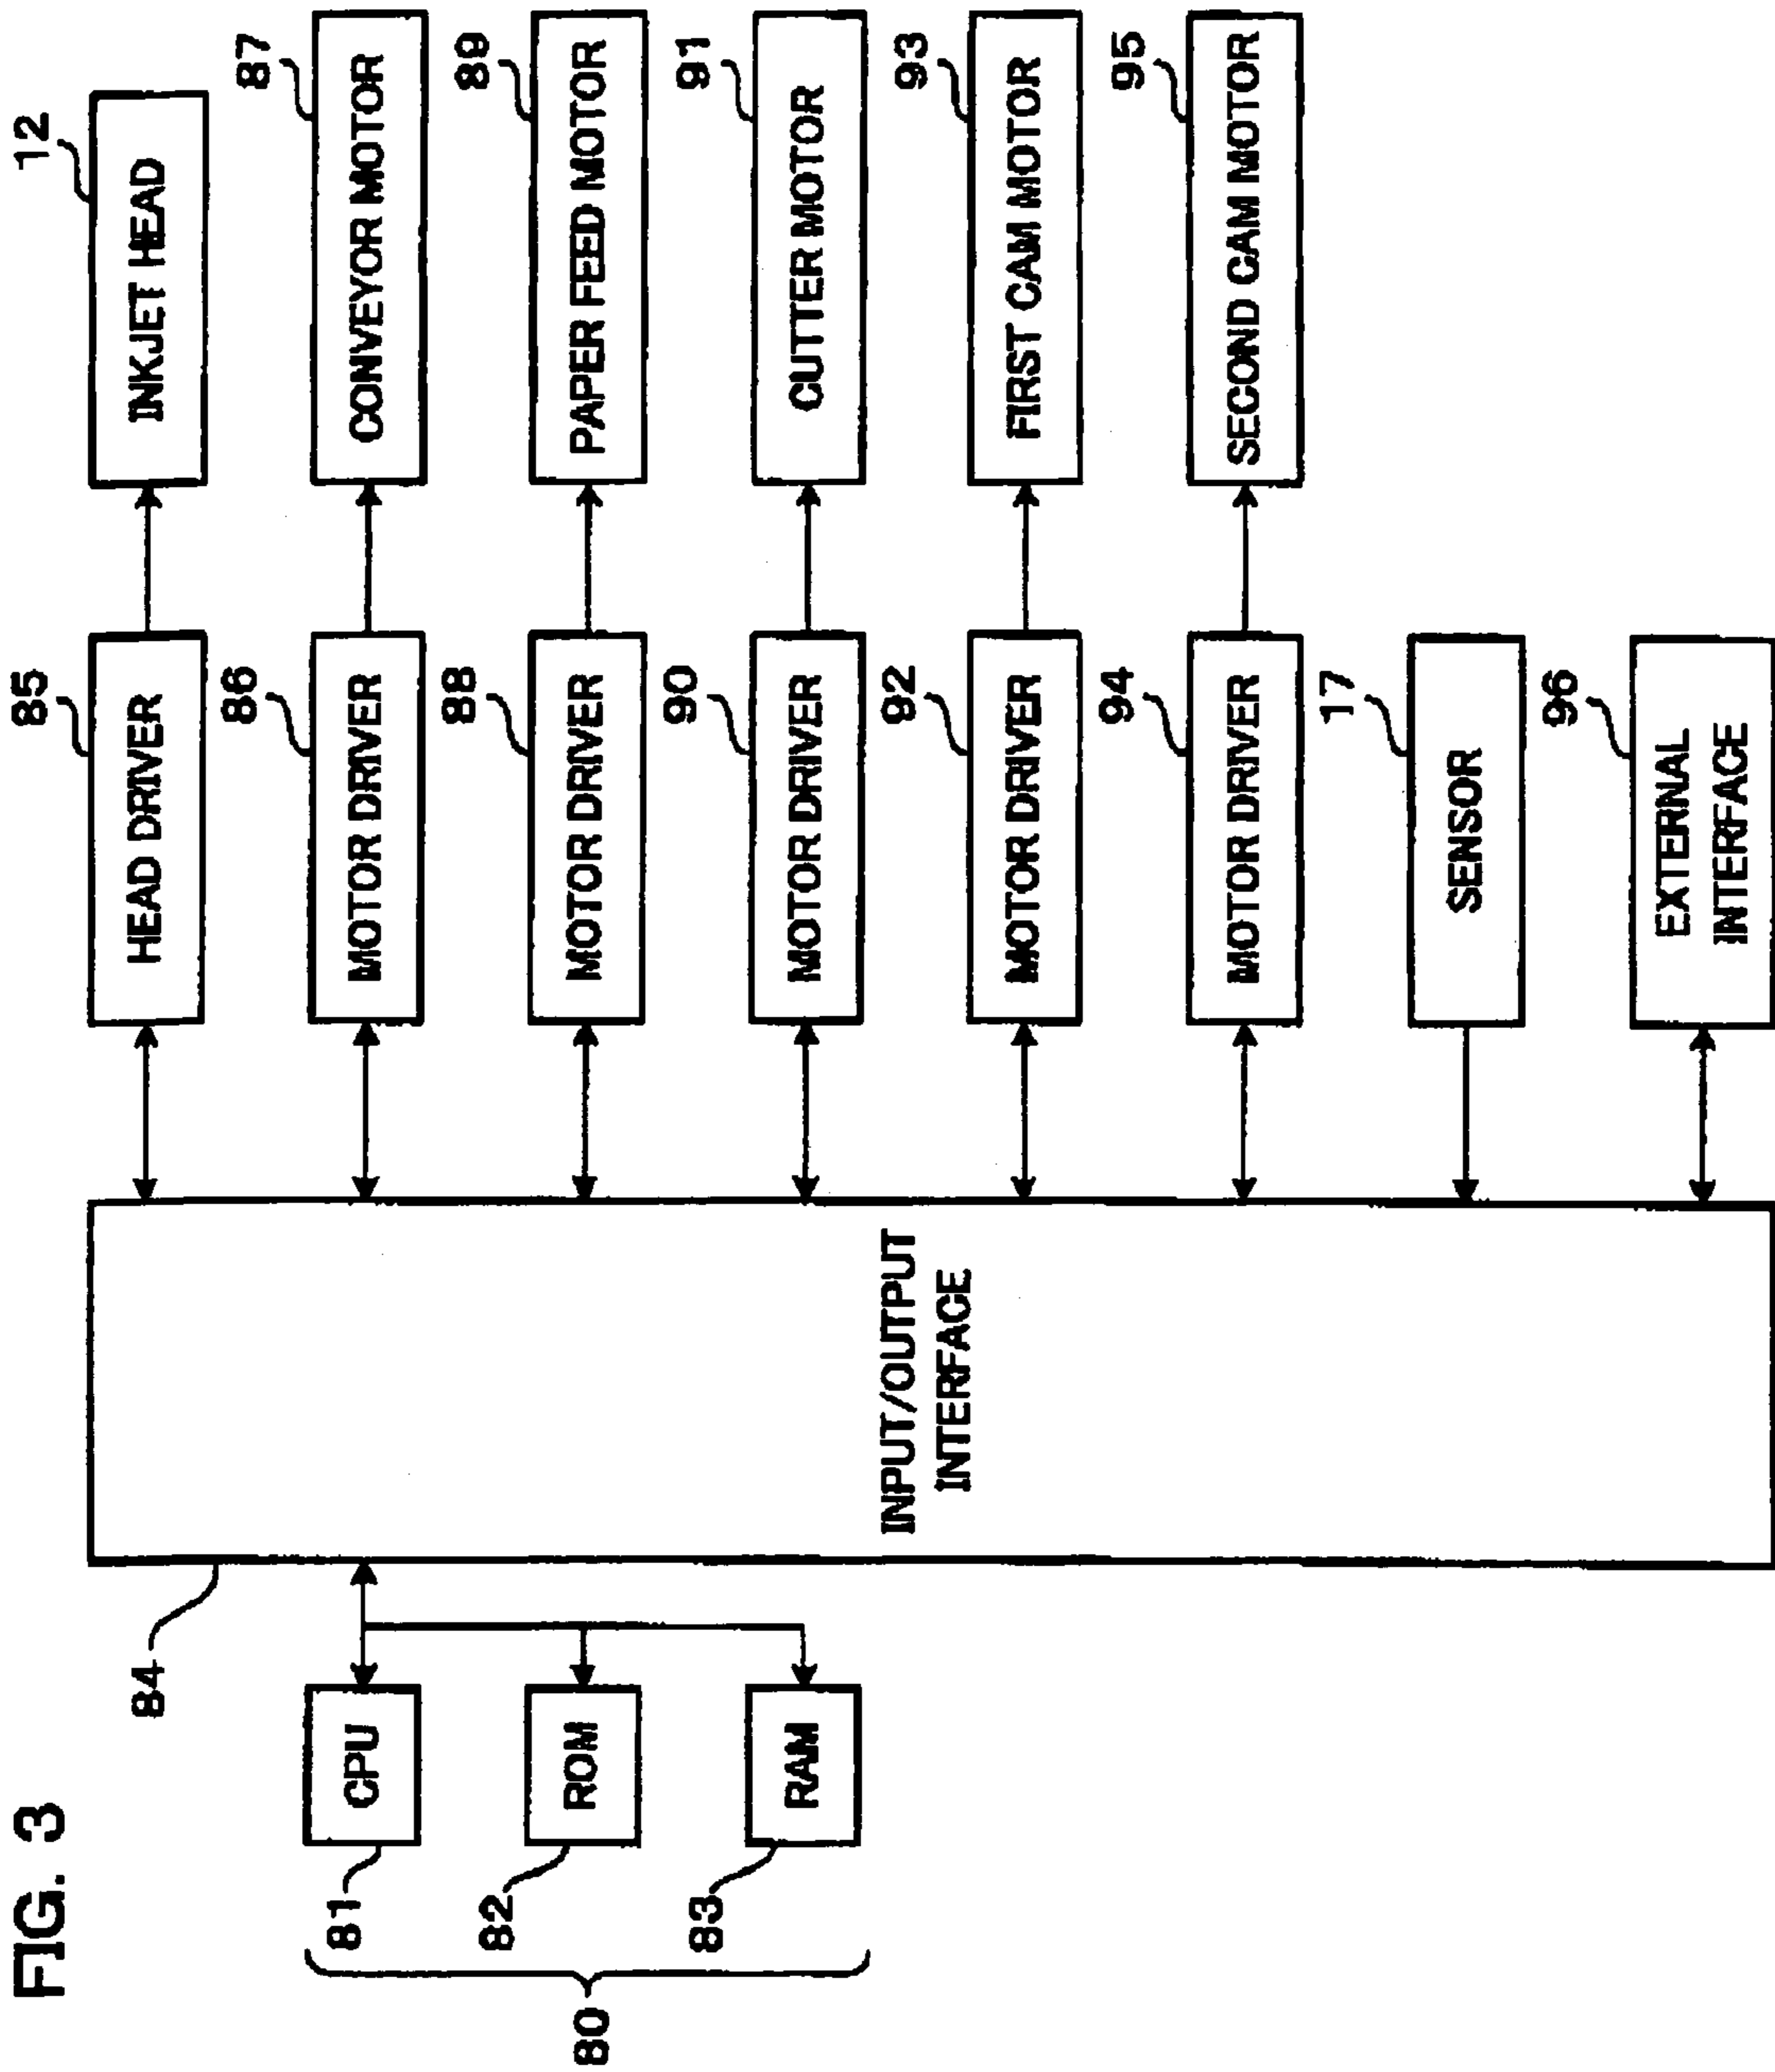 FIG. 3
80
81
CPU
82
ROM
83
RAM
84
INPUT/OUTPUT
INTERFACE
85
HEAD DRIVER
12
INKJET HEAD
86
MOTOR DRIVER
87
CONVEYOR MOTOR
88
MOTOR DRIVER
89
PAPER FEED MOTOR
90
MOTOR DRIVER
91
CUTTER MOTOR
92
MOTOR DRIVER
93
FIRST CAM MOTOR
94
MOTOR DRIVER
95
SECOND CAM MOTOR
17
SENSOR
96
EXTERNAL
INTERFACE